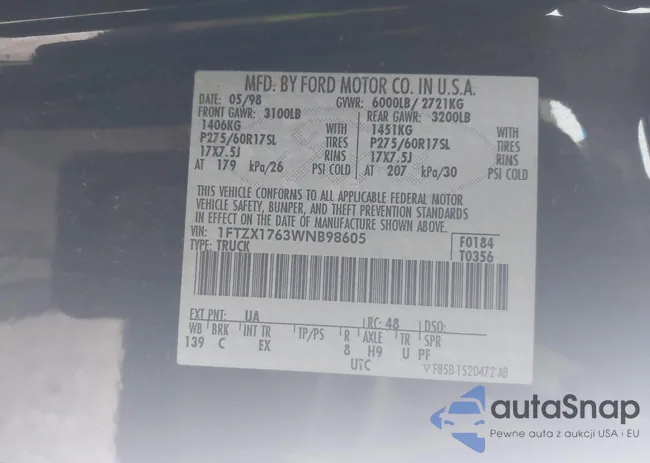 MFD. BY FORD MOTOR CO. IN U.S.A.
DATE: 05/98 GVWR: 6000LB/ 2721KG
FRONT GAWR: 3100LB REAR GAWR: 3200LB
1406KG WITH 1451KG WITH
P275/60R17SL TIRES P275/60R17SL TIRES
17X7.5J RIMS 17X7.5J RIMS
AT 179 kPa/26 PSI COLD AT 207 kPa/30 PSI COLD
THIS VEHICLE CONFORMS TO ALL APPLICABLE FEDERAL MOTOR
VEHICLE SAFETY, BUMPER, AND THEFT PREVENTION STANDARDS
IN EFFECT ON THE DATE OF MANUFACTURE SHOWN ABOVE.
VIN: 1FTZX1763WNB98605 F0184
TYPE: TRUCK T0356
EXT PNT: UA RC: 48 DSO:
WB BRK INT TR TP/PS R AXLE TR SPR
139 C EX 8 H9 U PF
UTC ▽ F85B-1520472-AB
autaSnap
Pewne auta z aukcji USA i EU